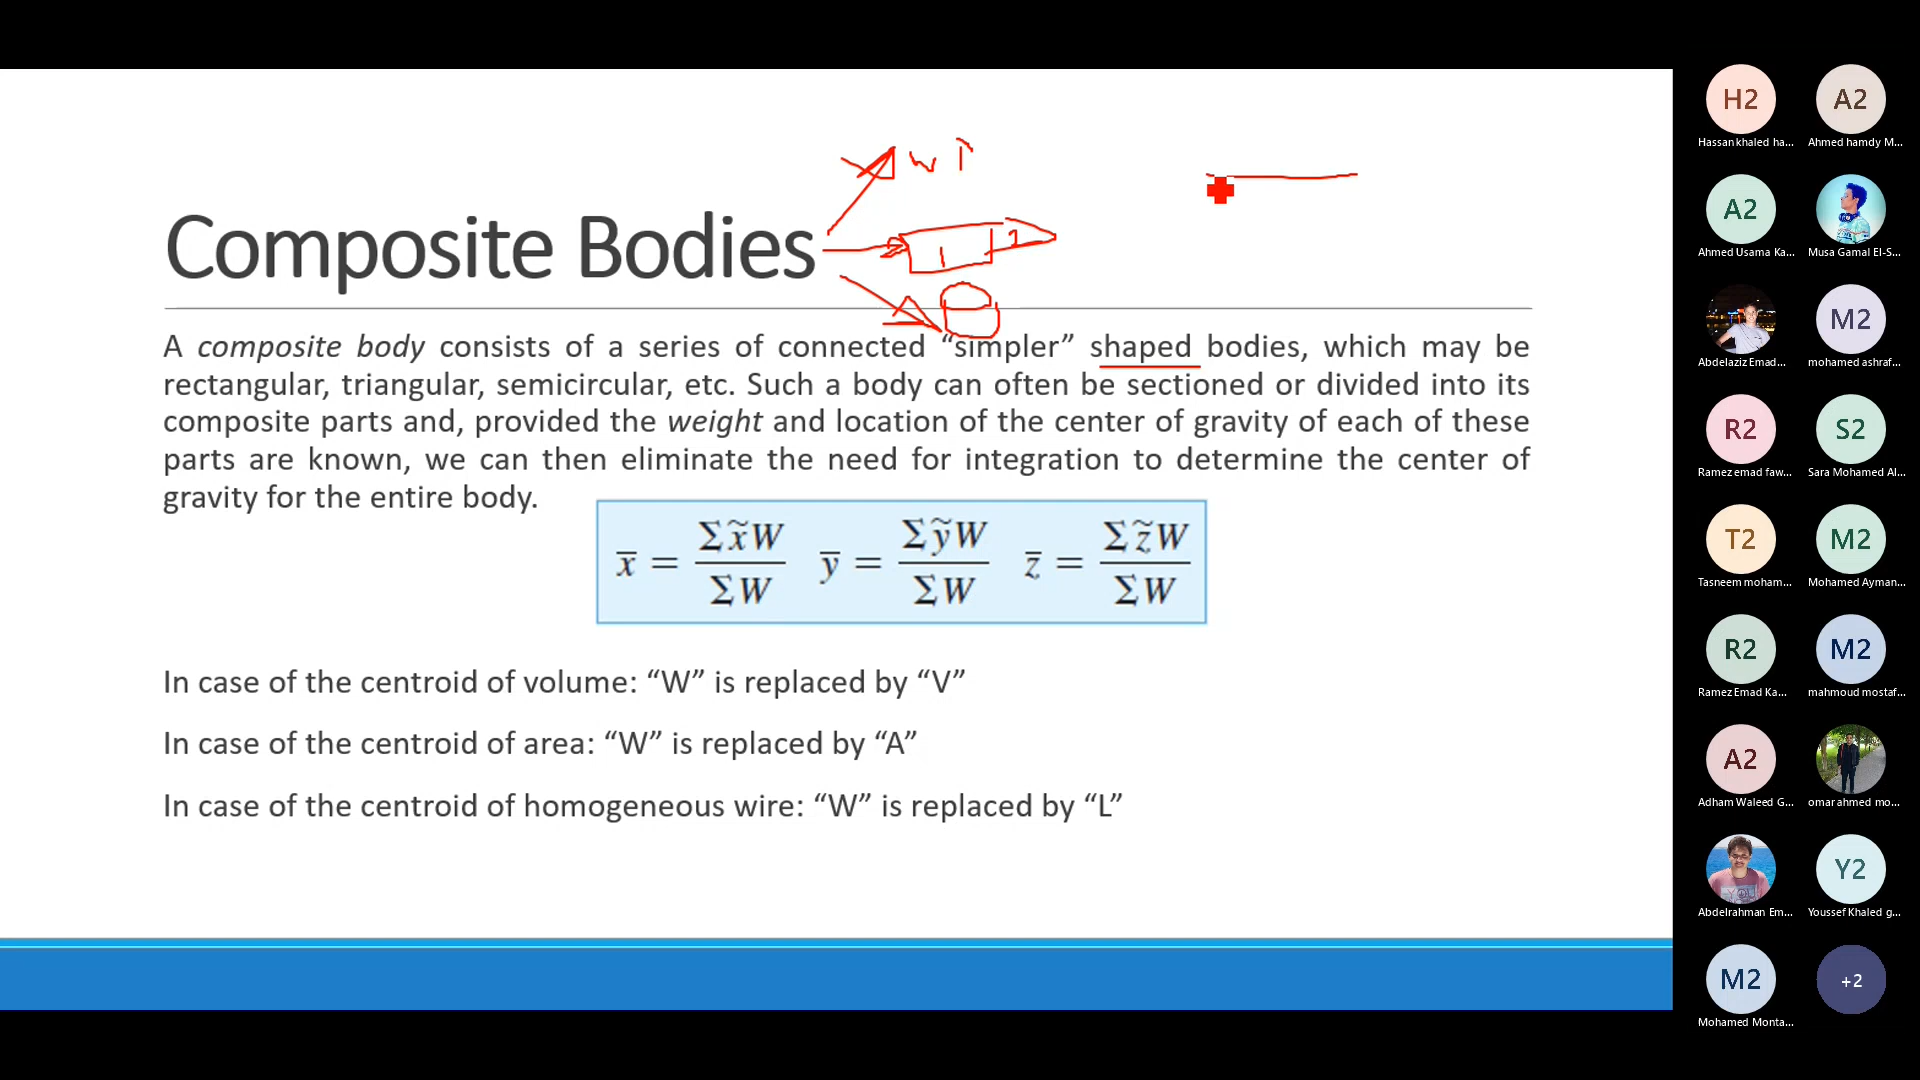 Composite Bodies
1
2
A composite body consists of a series of connected “simpler” shaped bodies, which may be
rectangular, triangular, semicircular, etc. Such a body can often be sectioned or divided into its
composite parts and, provided the weight and location of the center of gravity of each of these
parts are known, we can then eliminate the need for integration to determine the center of
gravity for the entire body.
x̄ = Σx̃W / ΣW ȳ = Σỹ W / ΣW z̄ = Σz̃W / ΣW
In case of the centroid of volume: “W” is replaced by “V”
In case of the centroid of area: “W” is replaced by “A”
In case of the centroid of homogeneous wire: “W” is replaced by “L”
H2 A2
Hassan khaled ha... Ahmed hamdy M...
A2
Ahmed Usama Ka... Musa Gamal El-S...
M2
Abdelaziz Emad... mohamed ashraf...
R2 S2
Ramez emad faw... Sara Mohamed Al...
T2 M2
Tasneem moham... Mohamed Ayman...
R2 M2
Ramez Emad Ka... mahmoud mostaf...
A2
Adham Waleed G... omar ahmed mo...
Y2
Abdelrahman Em... Youssef Khaled g...
M2 +2
Mohamed Monta...